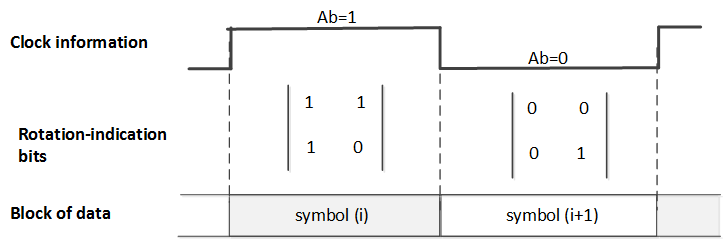 Ab=1
Clock information
Ab=0
1 1
0 0
Rotation-indication
bits
1 0
0 1
Block of data
symbol (i)
symbol (i+1)